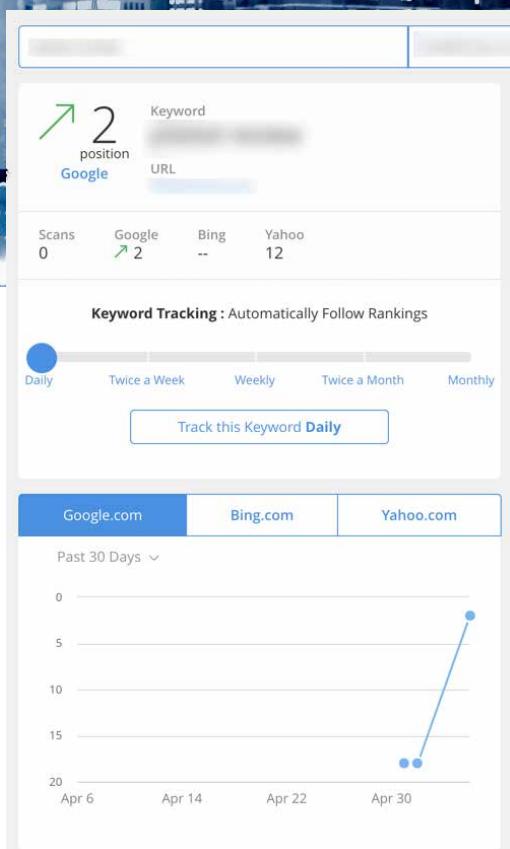 2
position
Google
Keyword
URL
Scans Google Bing Yahoo
0 2 -- 12
Keyword Tracking : Automatically Follow Rankings
Daily Twice a Week Weekly Twice a Month Monthly
Track this Keyword Daily
Google.com Bing.com Yahoo.com
Past 30 Days
0
5
10
15
20
Apr 6 Apr 14 Apr 22 Apr 30